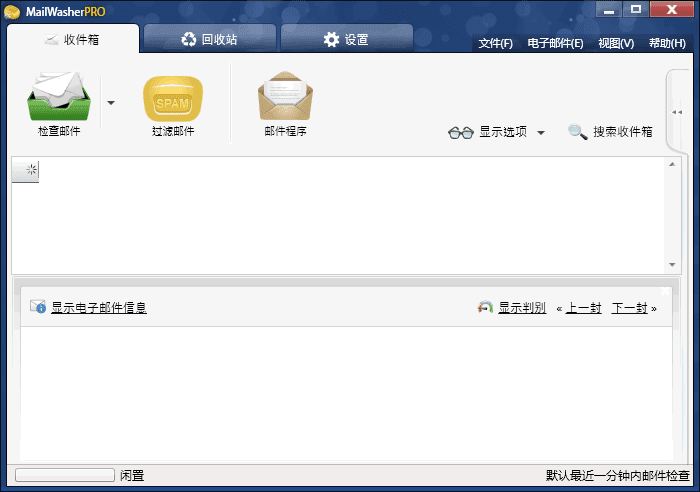 MailWasherPRO
收件箱 回收站 设置 文件(F) 电子邮件(E) 视图(V) 帮助(H)
SPAM
检查邮件 过滤邮件 邮件程序 显示选项 搜索收件箱
显示电子邮件信息 显示判别 « 上一封 下一封 »
闲置 默认最近一分钟内邮件检查